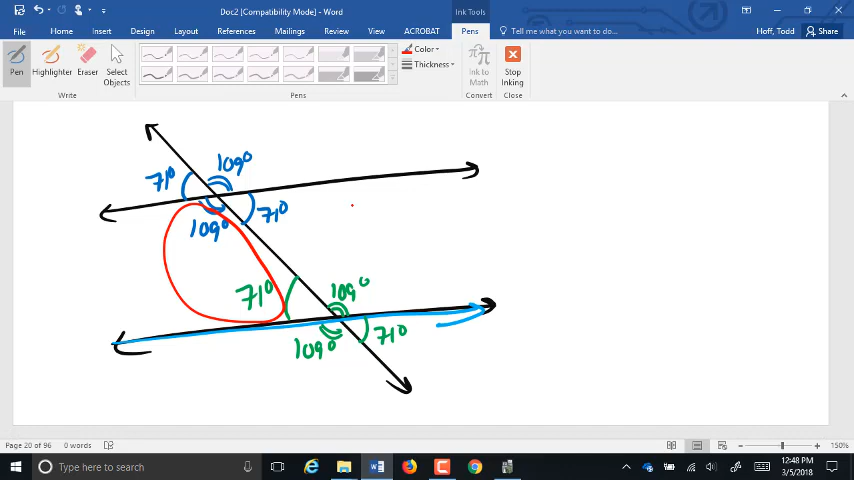 Doc2 [Compatibility Mode] - Word
Ink Tools
Hoff, Todd
File
Home
Insert
Design
Layout
References
Mailings
Review
View
ACROBAT
Pens
Tell me what you want to do...
Share
Pen
Highlighter
Eraser
Select Objects
Color
Thickness
Ink to Math
Stop Inking
Write
Pens
Convert
Close
109°
71°
71°
109°
71°
109°
71°
109°
Page 20 of 96
0 words
150%
Type here to search
12:48 PM
3/5/2018